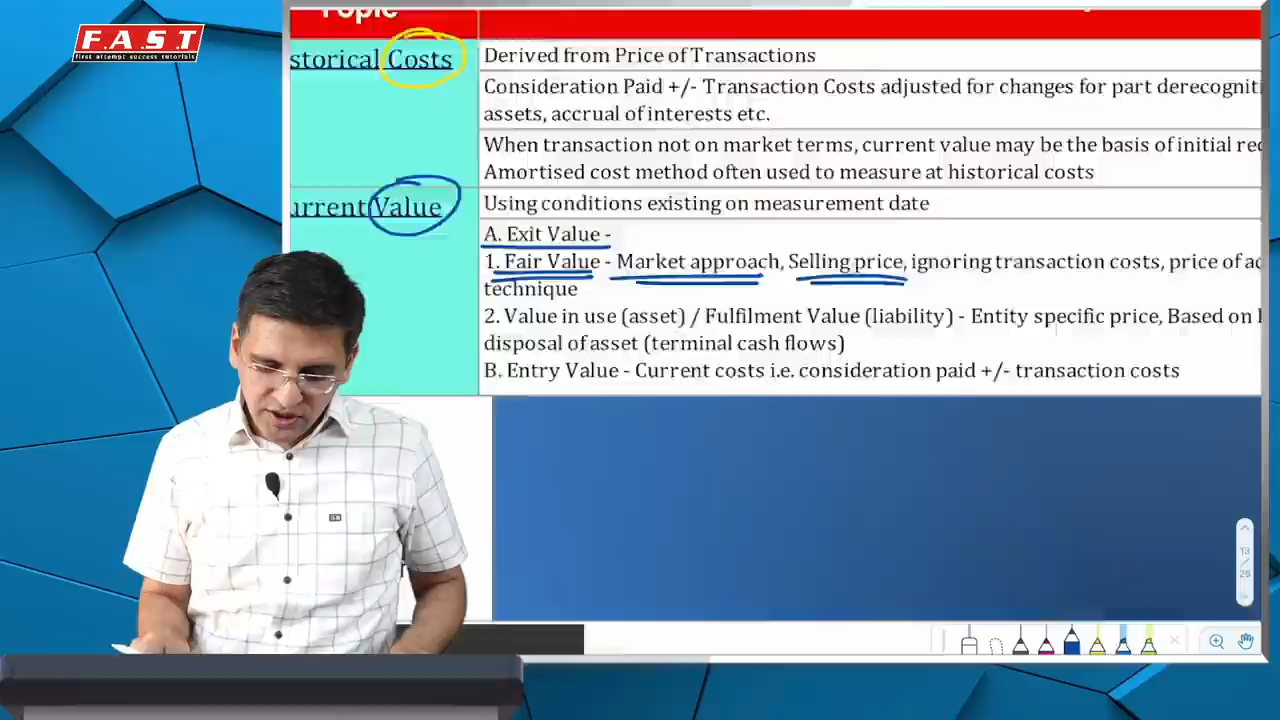 F.A.S.T
first attempt success tutorials
Topic
storical Costs
Derived from Price of Transactions
Consideration Paid +/- Transaction Costs adjusted for changes for part derecogniti
assets, accrual of interests etc.
When transaction not on market terms, current value may be the basis of initial rec
Amortised cost method often used to measure at historical costs
urrent Value
Using conditions existing on measurement date
A. Exit Value -
1. Fair Value - Market approach, Selling price, ignoring transaction costs, price of ac
technique
2. Value in use (asset) / Fulfilment Value (liability) - Entity specific price, Based on
disposal of asset (terminal cash flows)
B. Entry Value - Current costs i.e. consideration paid +/- transaction costs
13
/
25